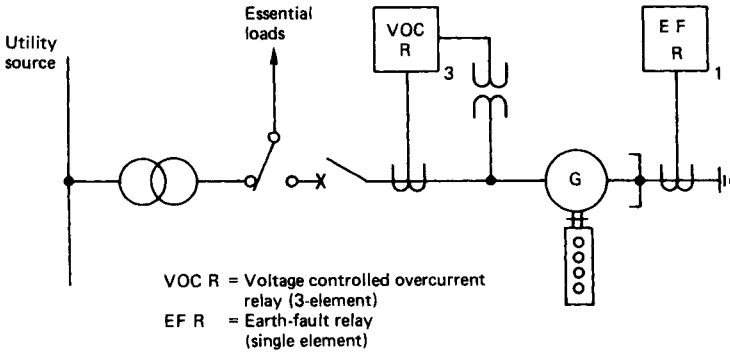 Utility
source
Essential
loads
VOC
R
3
E F
R
1
G
VOC R = Voltage controlled overcurrent
relay (3-element)
EF R = Earth-fault relay
(single element)